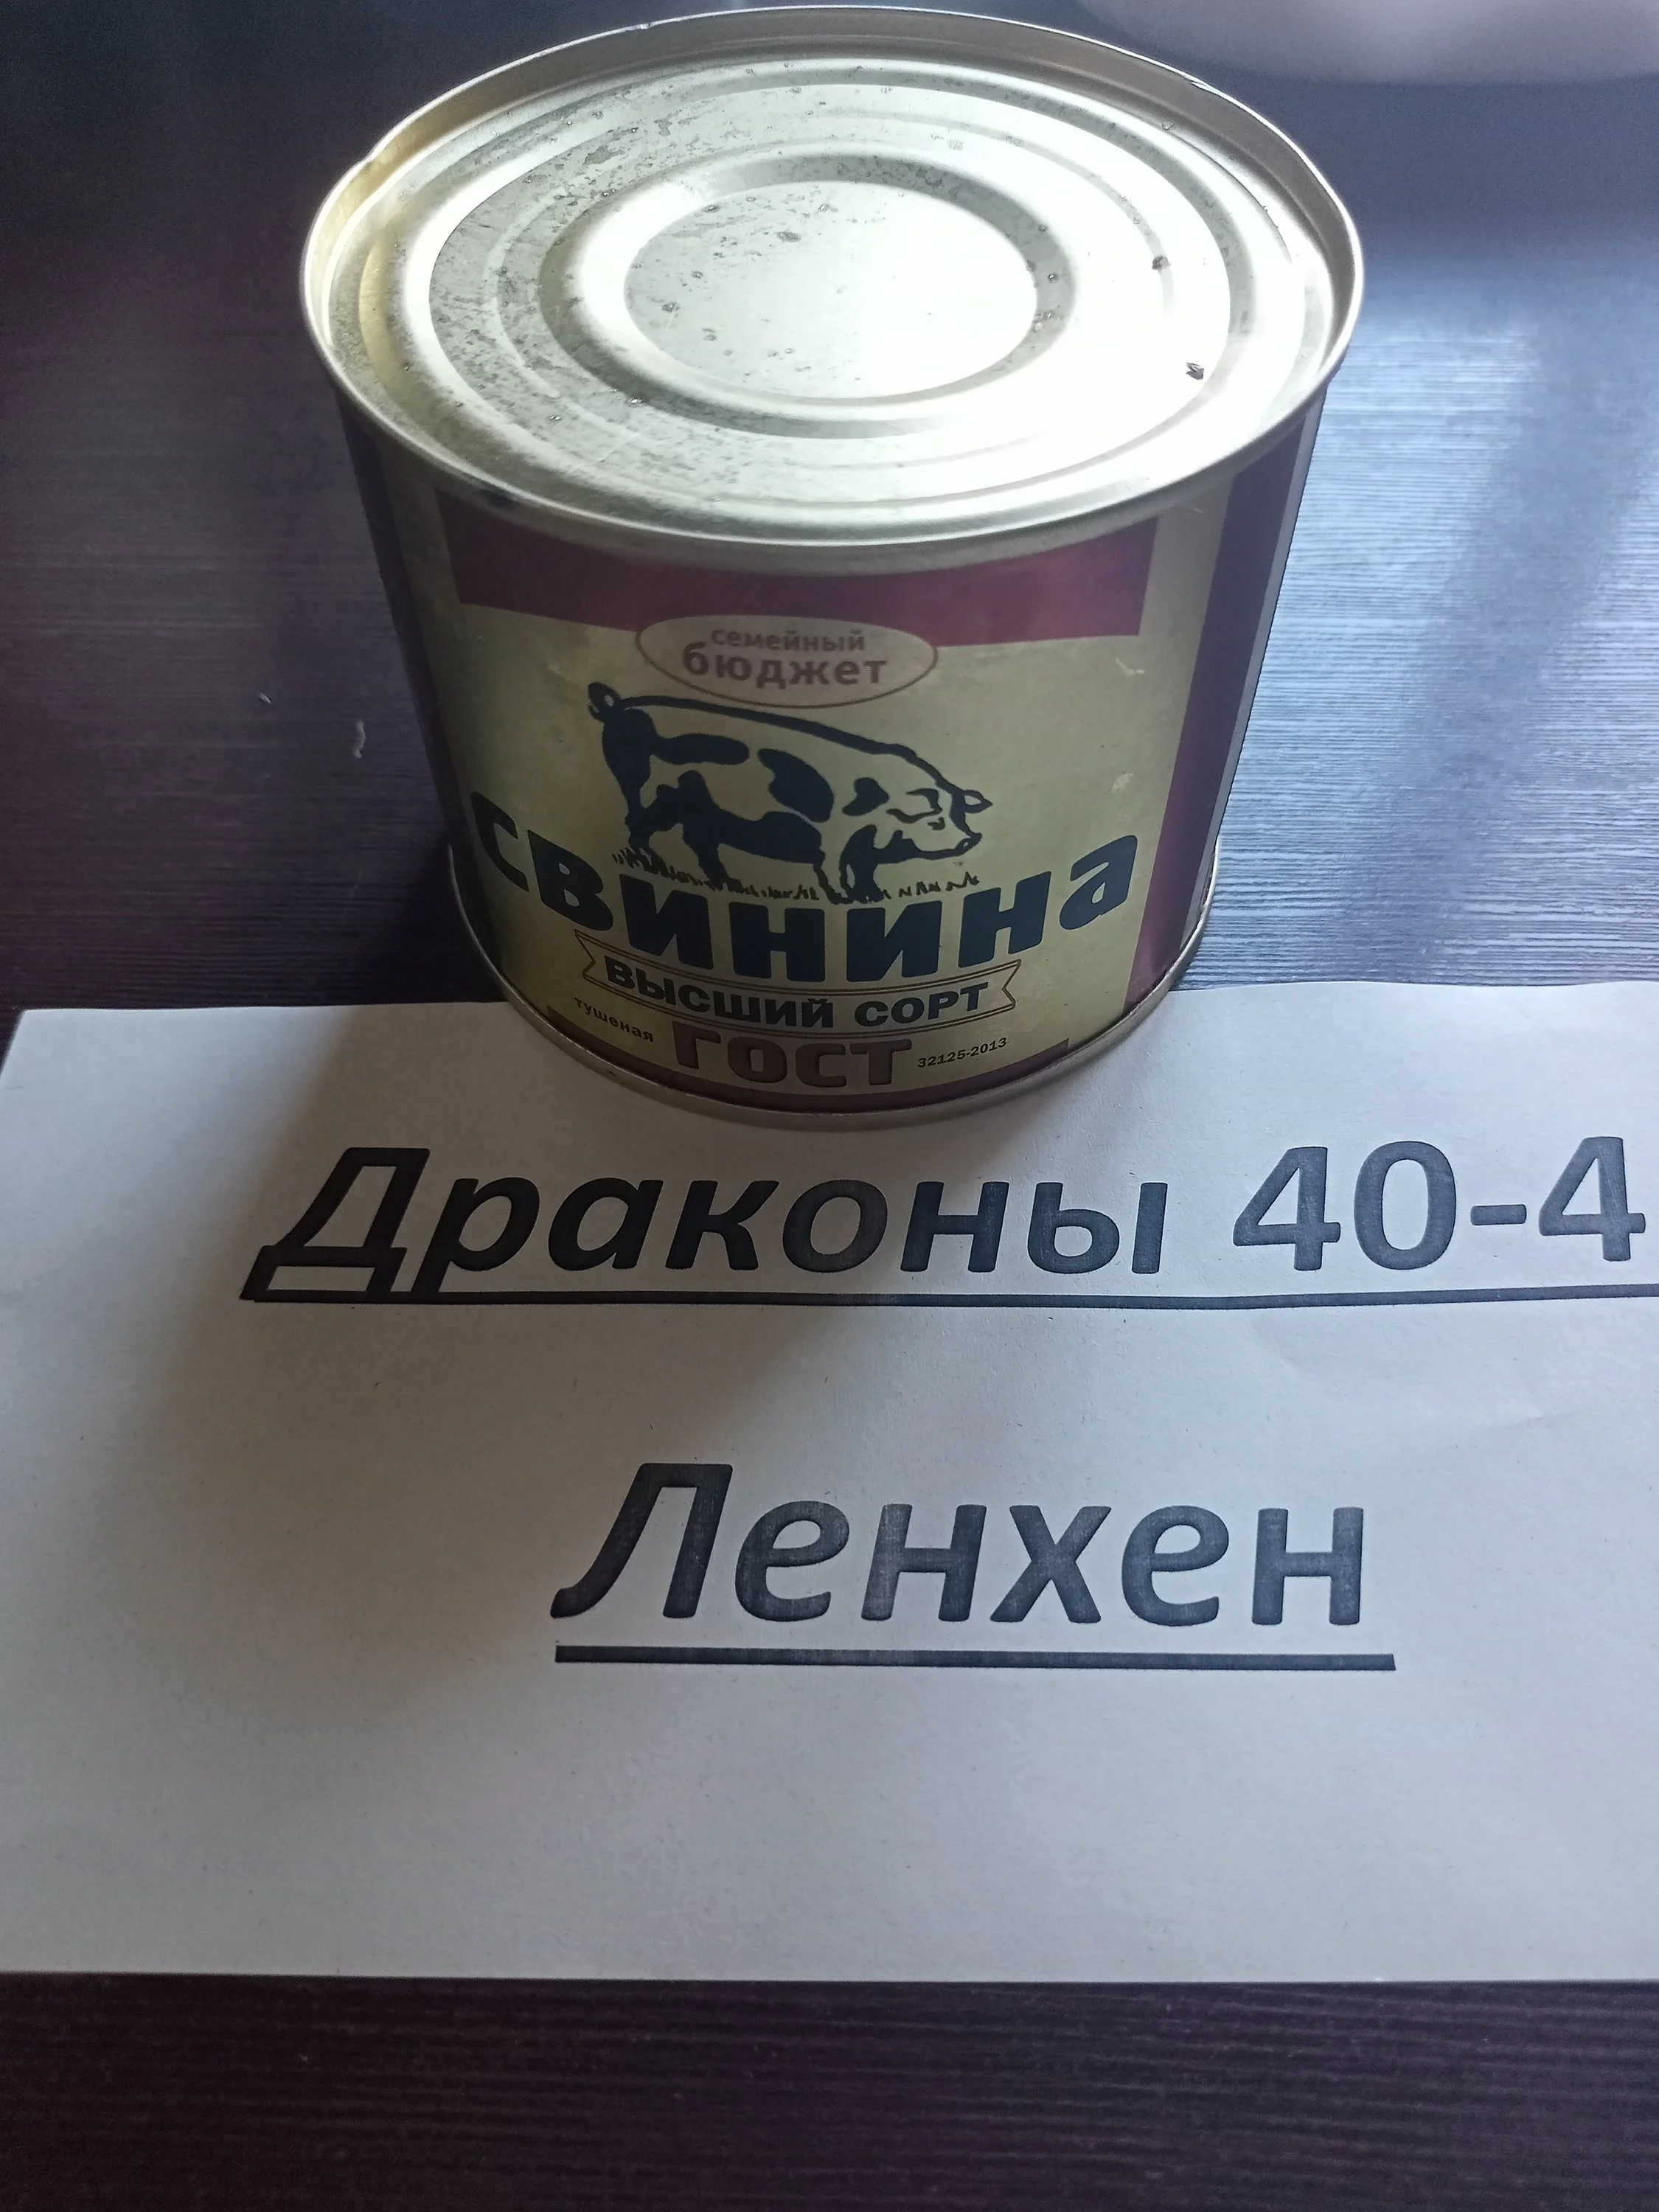 семейный
бюджет
свинина
высший сорт
тушеная ГОСТ 32125-2013
Драконы 40-4
Ленхен